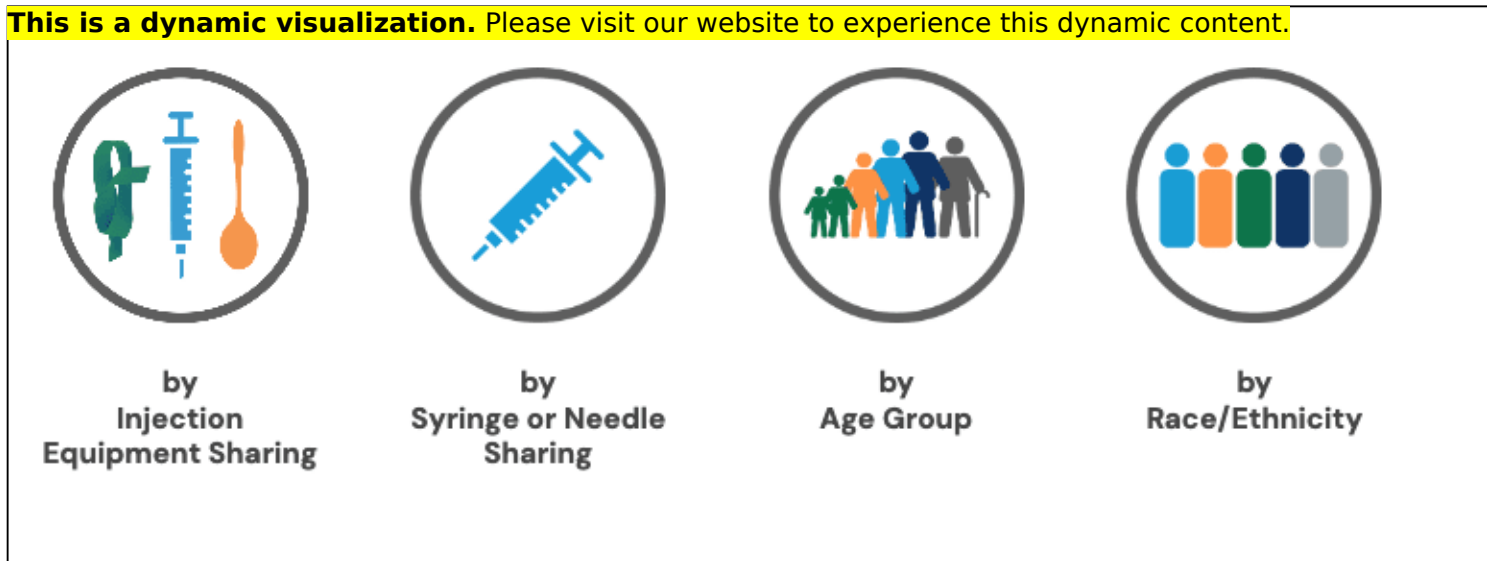 This is a dynamic visualization. Please visit our website to experience this dynamic content.
by
Injection
Equipment Sharing
by
Syringe or Needle
Sharing
by
Age Group
by
Race/Ethnicity